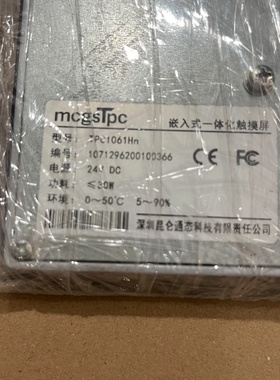 mcgsTpc
嵌入式一体化触摸屏
型号: TPC1061Hn
编号: 1071296200100366
电源: 24V DC
功耗: ≤30W
环境: 0~50℃ 5~90%
CE FC
深圳昆仑通态科技有限责任公司